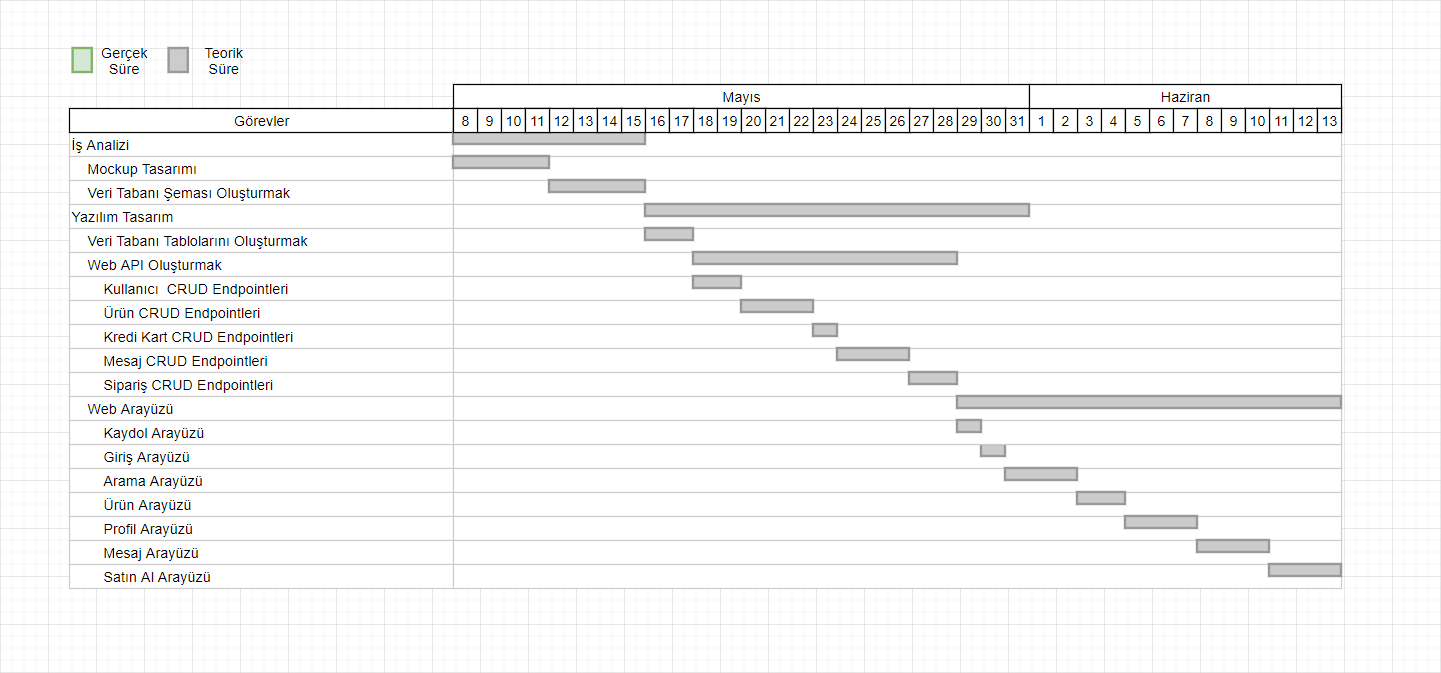 Gerçek
Süre
Teorik
Süre
Mayıs
Haziran
Görevler
8 9 10 11 12 13 14 15 16 17 18 19 20 21 22 23 24 25 26 27 28 29 30 31 1 2 3 4 5 6 7 8 9 10 11 12 13
İş Analizi
Mockup Tasarımı
Veri Tabanı Şeması Oluşturmak
Yazılım Tasarım
Veri Tabanı Tablolarını Oluşturmak
Web API Oluşturmak
Kullanıcı  CRUD Endpointleri
Ürün CRUD Endpointleri
Kredi Kart CRUD Endpointleri
Mesaj CRUD Endpointleri
Sipariş CRUD Endpointleri
Web Arayüzü
Kaydol Arayüzü
Giriş Arayüzü
Arama Arayüzü
Ürün Arayüzü
Profil Arayüzü
Mesaj Arayüzü
Satın Al Arayüzü